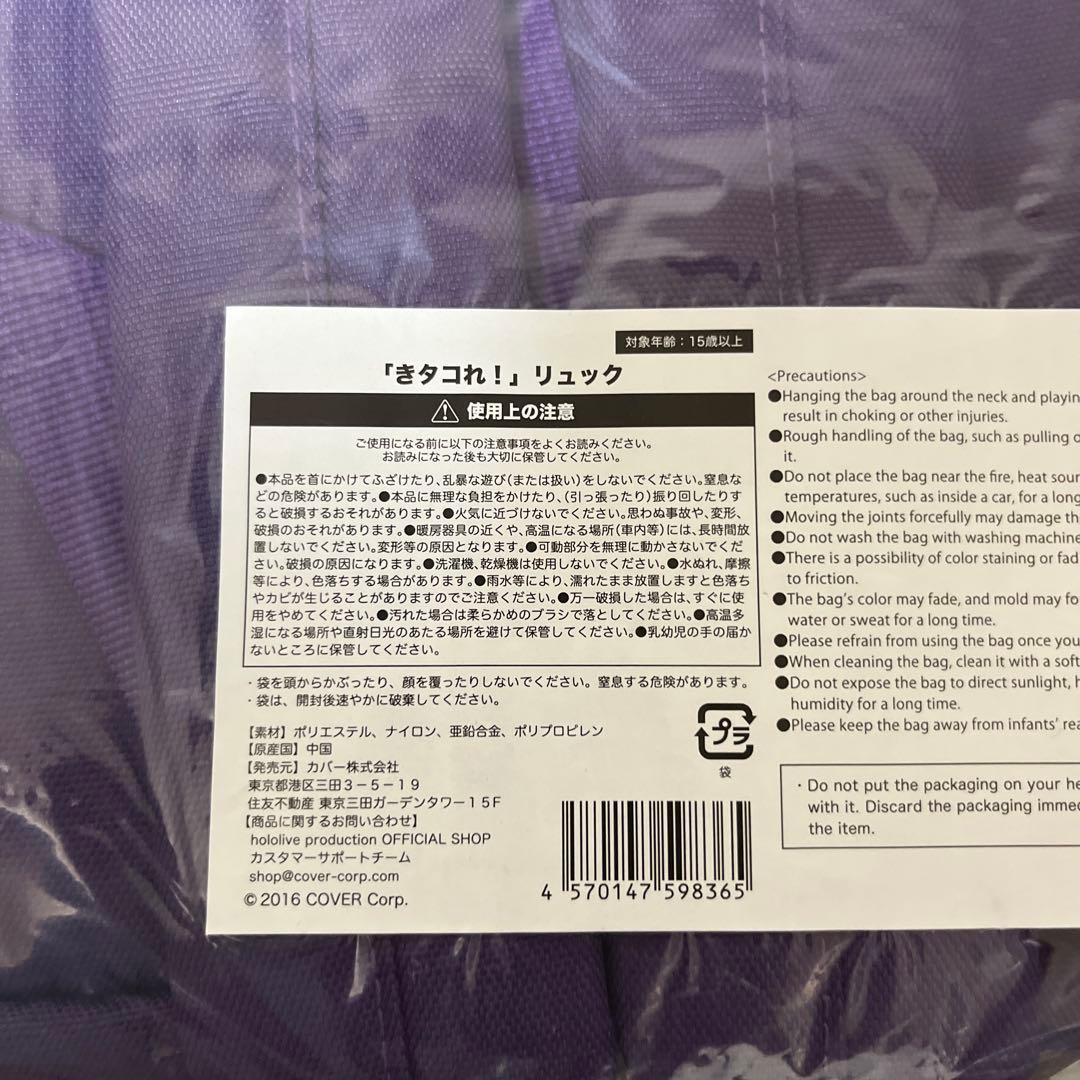 対象年齢：15歳以上
「きタコれ！」リュック
使用上の注意
ご使用になる前に以下の注意事項をよくお読みください。
お読みになった後も大切に保管してください。
●本品を首にかけてふざけたり、乱暴な遊び(または扱い)をしないでください。窒息な
どの危険があります。●本品に無理な負担をかけたり、(引っ張ったり)振り回したりす
ると破損するおそれがあります。●火気に近づけないでください。思わぬ事故や、変形、
破損のおそれがあります。●暖房器具の近くや、高温になる場所(車内等)には、長時間放
置しないでください。変形等の原因となります。●可動部分を無理に動かさないでくだ
さい。破損の原因になります。●洗濯機、乾燥機は使用しないでください。●水ぬれ、摩擦
等により、色落ちする場合があります。●雨水等により、濡れたまま放置しますと色落ち
やカビが生じることがありますのでご注意ください。●万一破損した場合は、すぐに使
用をやめてください。●汚れた場合は柔らかめのブラシで落としてください。●高温多
湿になる場所や直射日光のあたる場所を避けて保管してください。●乳幼児の手の届か
ないところに保管してください。
・袋を頭からかぶったり、顔を覆ったりしないでください。窒息する危険があります。
・袋は、開封後速やかに破棄してください。
【素材】ポリエステル、ナイロン、亜鉛合金、ポリプロピレン
【原産国】中国
【発売元】カバー株式会社
東京都港区三田３－５－１９
住友不動産 東京三田ガーデンタワー１５Ｆ
【商品に関するお問い合わせ】
hololive production OFFICIAL SHOP
カスタマーサポートチーム
shop@cover-corp.com
©2016 COVER Corp.
プラ
袋
4 570147 598365
<Precautions>
●Hanging the bag around the neck and playin
result in choking or other injuries.
●Rough handling of the bag, such as pulling
it.
●Do not place the bag near the fire, heat sour
temperatures, such as inside a car, for a long
●Moving the joints forcefully may damage th
●Do not wash the bag with washing machine
●There is a possibility of color staining or fad
to friction.
●The bag's color may fade, and mold may fo
water or sweat for a long time.
●Please refrain from using the bag once you
●When cleaning the bag, clean it with a soft
●Do not expose the bag to direct sunlight, h
humidity for a long time.
●Please keep the bag away from infants' rea
・Do not put the packaging on your he
with it. Discard the packaging immed
the item.